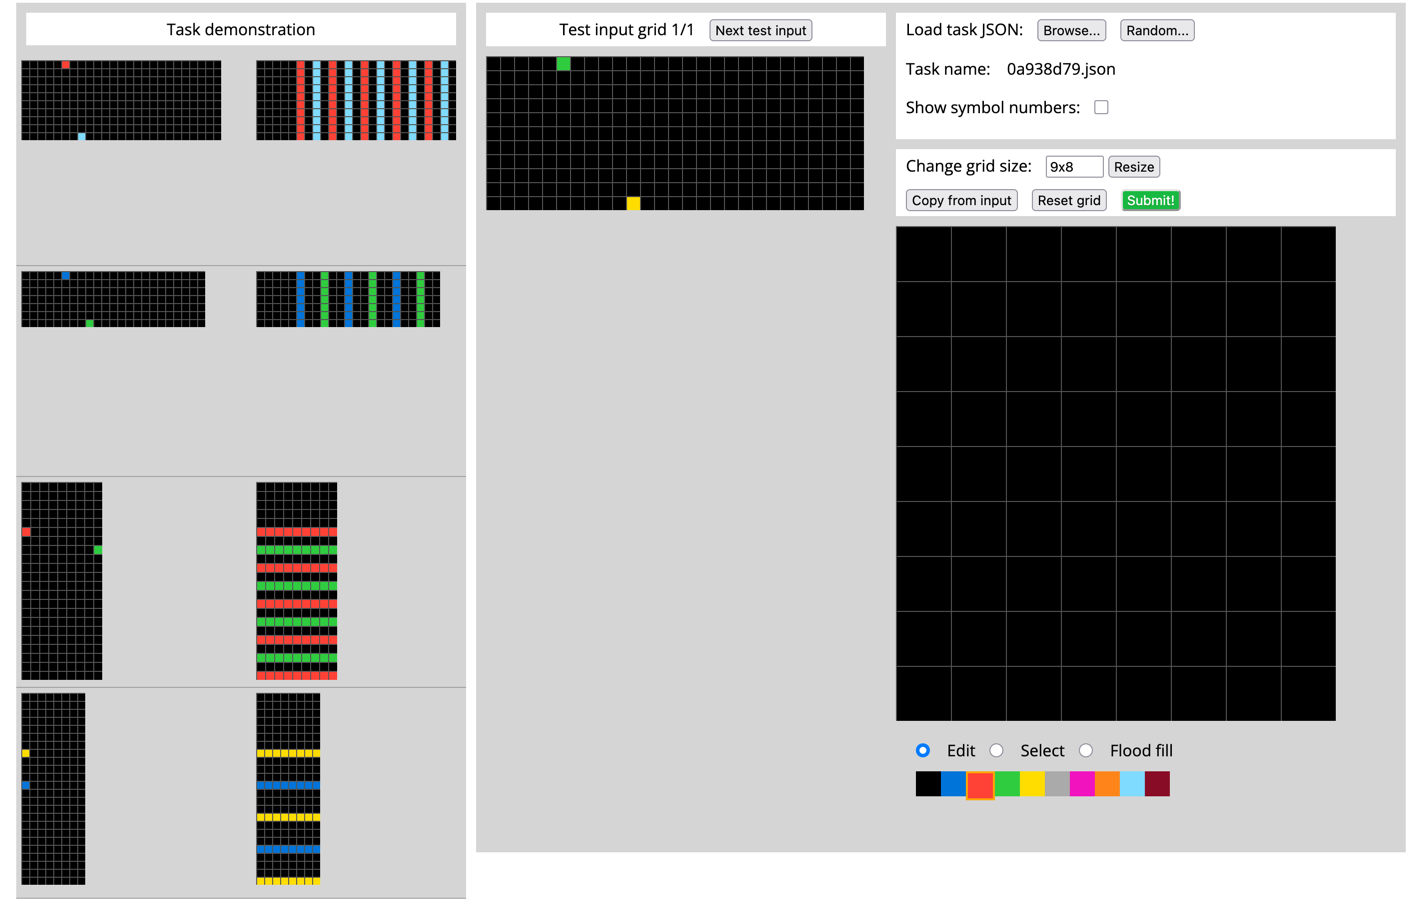 Task demonstration
Test input grid 1/1 Next test input
Load task JSON: Browse... Random...
Task name: 0a938d79.json
Show symbol numbers:
Change grid size: 9x8 Resize
Copy from input Reset grid Submit!
Edit Select Flood fill